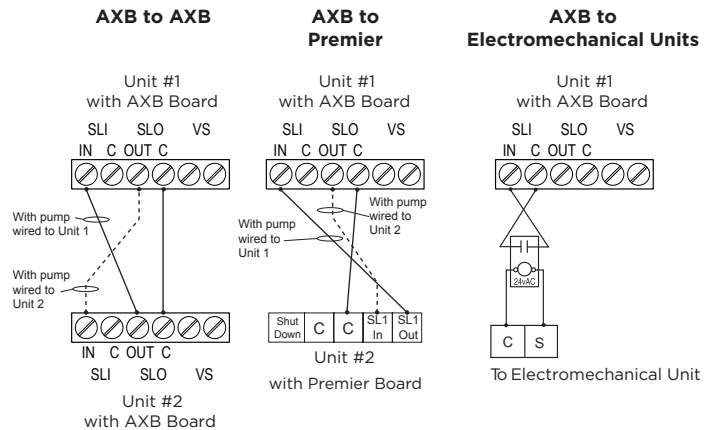 AXB to AXB
Unit #1
with AXB Board
SLI SLO VS
IN C OUT C
With pump
wired to Unit 1
With pump
wired to
Unit 2
IN C OUT C
SLI SLO VS
Unit #2
with AXB Board
AXB to
Premier
Unit #1
with AXB Board
SLI SLO VS
IN C OUT C
With pump
wired to
Unit 2
With pump
wired to
Unit 1
Shut
Down
C
C
SL1
In
SL1
Out
Unit #2
with Premier Board
AXB to
Electromechanical Units
Unit #1
with AXB Board
SLI SLO VS
IN C OUT C
24vAC
C S
To Electromechanical Unit